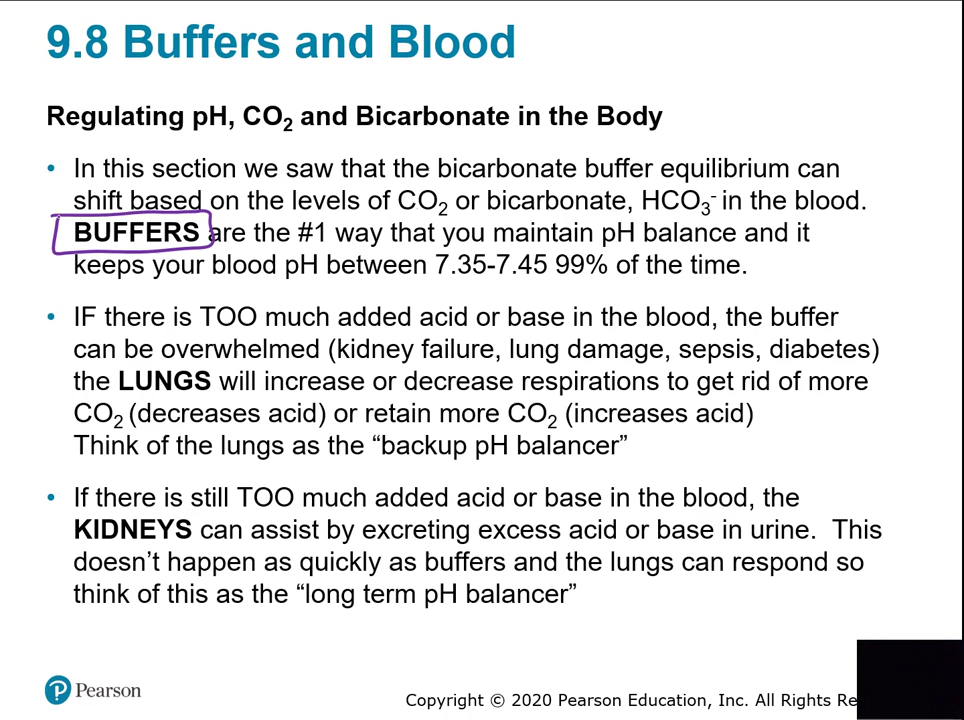 9.8 Buffers and Blood
Regulating pH, CO₂ and Bicarbonate in the Body
• In this section we saw that the bicarbonate buffer equilibrium can
shift based on the levels of CO₂ or bicarbonate, HCO₃⁻ in the blood.
BUFFERS are the #1 way that you maintain pH balance and it
keeps your blood pH between 7.35-7.45 99% of the time.
• IF there is TOO much added acid or base in the blood, the buffer
can be overwhelmed (kidney failure, lung damage, sepsis, diabetes)
the LUNGS will increase or decrease respirations to get rid of more
CO₂ (decreases acid) or retain more CO₂ (increases acid)
Think of the lungs as the “backup pH balancer”
• If there is still TOO much added acid or base in the blood, the
KIDNEYS can assist by excreting excess acid or base in urine. This
doesn’t happen as quickly as buffers and the lungs can respond so
think of this as the “long term pH balancer”
Pearson
Copyright © 2020 Pearson Education, Inc. All Rights